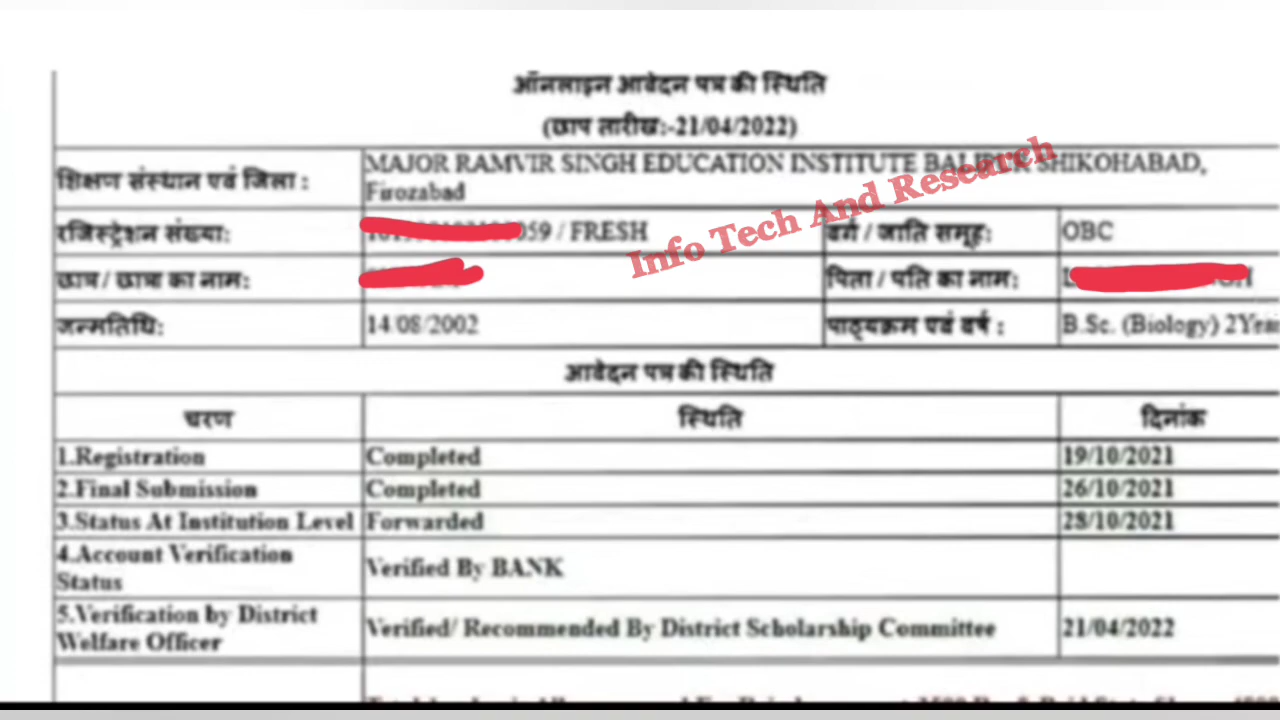 ऑनलाइन आवेदन पत्र की स्थिति
(छाप तारीख:-21/04/2022)
शिक्षण संस्थान एवं जिला : MAJOR RAMVIR SINGH EDUCATION INSTITUTE BALIPUR SHIKOHABAD,
Firozabad
रजिस्ट्रेशन संख्या: 059 / FRESH वर्ग / जाति समूह: OBC
छात्र / छात्रा का नाम: पिता / पति का नाम:
जन्मतिथि: 14/08/2002 पाठ्यक्रम एवं वर्ष : B.Sc. (Biology) 2Year
Info Tech And Research
आवेदन पत्र की स्थिति
चरण स्थिति दिनांक
1.Registration Completed 19/10/2021
2.Final Submission Completed 26/10/2021
3.Status At Institution Level Forwarded 28/10/2021
4.Account Verification
Status Verified By BANK
5.Verification by District
Welfare Officer Verified/ Recommended By District Scholarship Committee 21/04/2022